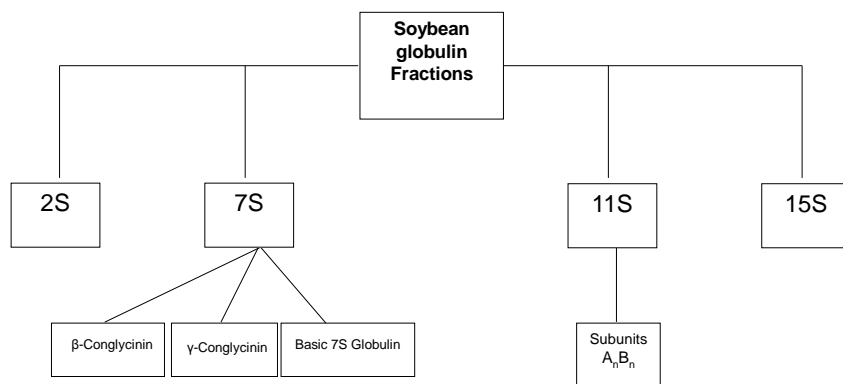 Soybean
globulin
Fractions
2S
7S
11S
15S
β-Conglycinin
γ-Conglycinin
Basic 7S Globulin
Subunits
AₙBₙ